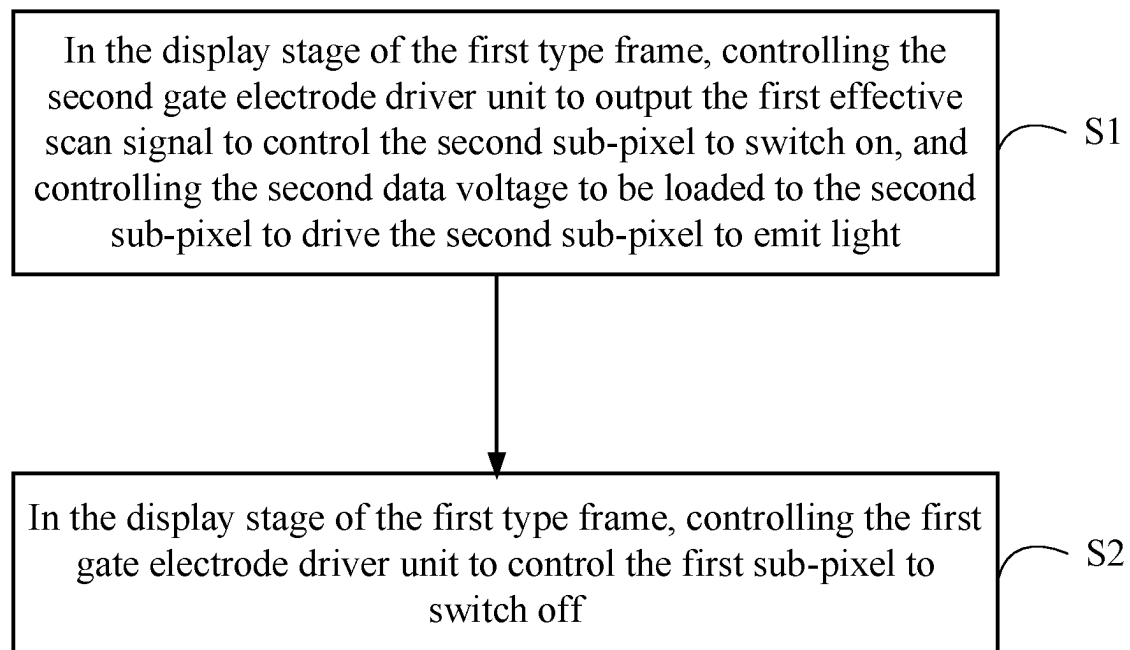 In the display stage of the first type frame, controlling the
second gate electrode driver unit to output the first effective
scan signal to control the second sub-pixel to switch on, and
controlling the second data voltage to be loaded to the second
sub-pixel to drive the second sub-pixel to emit light
S1
In the display stage of the first type frame, controlling the first
gate electrode driver unit to control the first sub-pixel to
switch off
S2